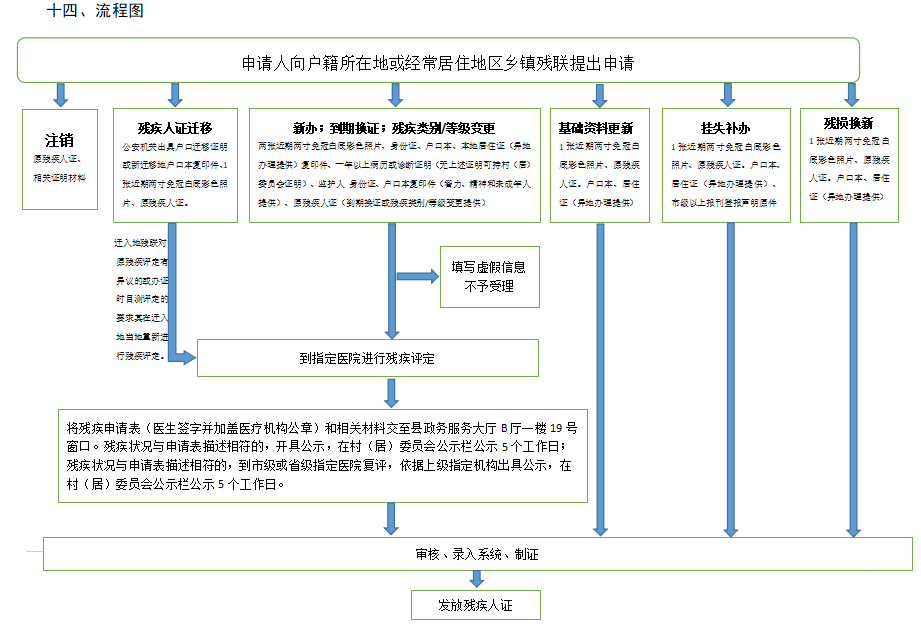 十四、流程图
申请人向户籍所在地或经常居住地区乡镇残联提出申请
注销
原残疾人证、
相关证明材料
残疾人证迁移
公安机关出具户口迁移证明
或新迁移地户口本复印件、1
张近期两寸免冠白底彩色照
片、原残疾人证。
新办；到期换证；残疾类别/等级变更
两张近期两寸免冠白底彩色照片、身份证、户口本、本地居住证（异地
办理提供）复印件、一年以上病历或诊断证明（无上述证明可持村（居）
委员会证明）、监护人 身份证、户口本复印件（智力、精神和未成年人
提供）、原残疾人证（到期换证或残疾类别/等级变更提供）
基础资料更新
1 张近期两寸免冠白
底彩色照片、原残疾
人证。户口本、居住
证（异地办理提供）
挂失补办
1 张近期两寸免冠白底彩色
照片、原残疾人证。户口本、
居住证（异地办理提供）、
市级以上报刊登报声明原件
残损换新
1 张近期两寸免冠白
底彩色照片、原残疾
人证。户口本、居住
证（异地办理提供）
迁入地残联对
原残疾评定有
异议的或办证
时目测评定的
要求其在迁入
地当地重新进
行残疾评定。
填写虚假信息
不予受理
到指定医院进行残疾评定
将残疾申请表（医生签字并加盖医疗机构公章）和相关材料交至县政务服务大厅 B 厅一楼 19 号
窗口。残疾状况与申请表描述相符的，开具公示，在村（居）委员会公示栏公示 5 个工作日；
残疾状况与申请表描述相符的，到市级或省级指定医院复评，依据上级指定机构出具公示，在
村（居）委员会公示栏公示 5 个工作日。
审核、录入系统、制证
发放残疾人证